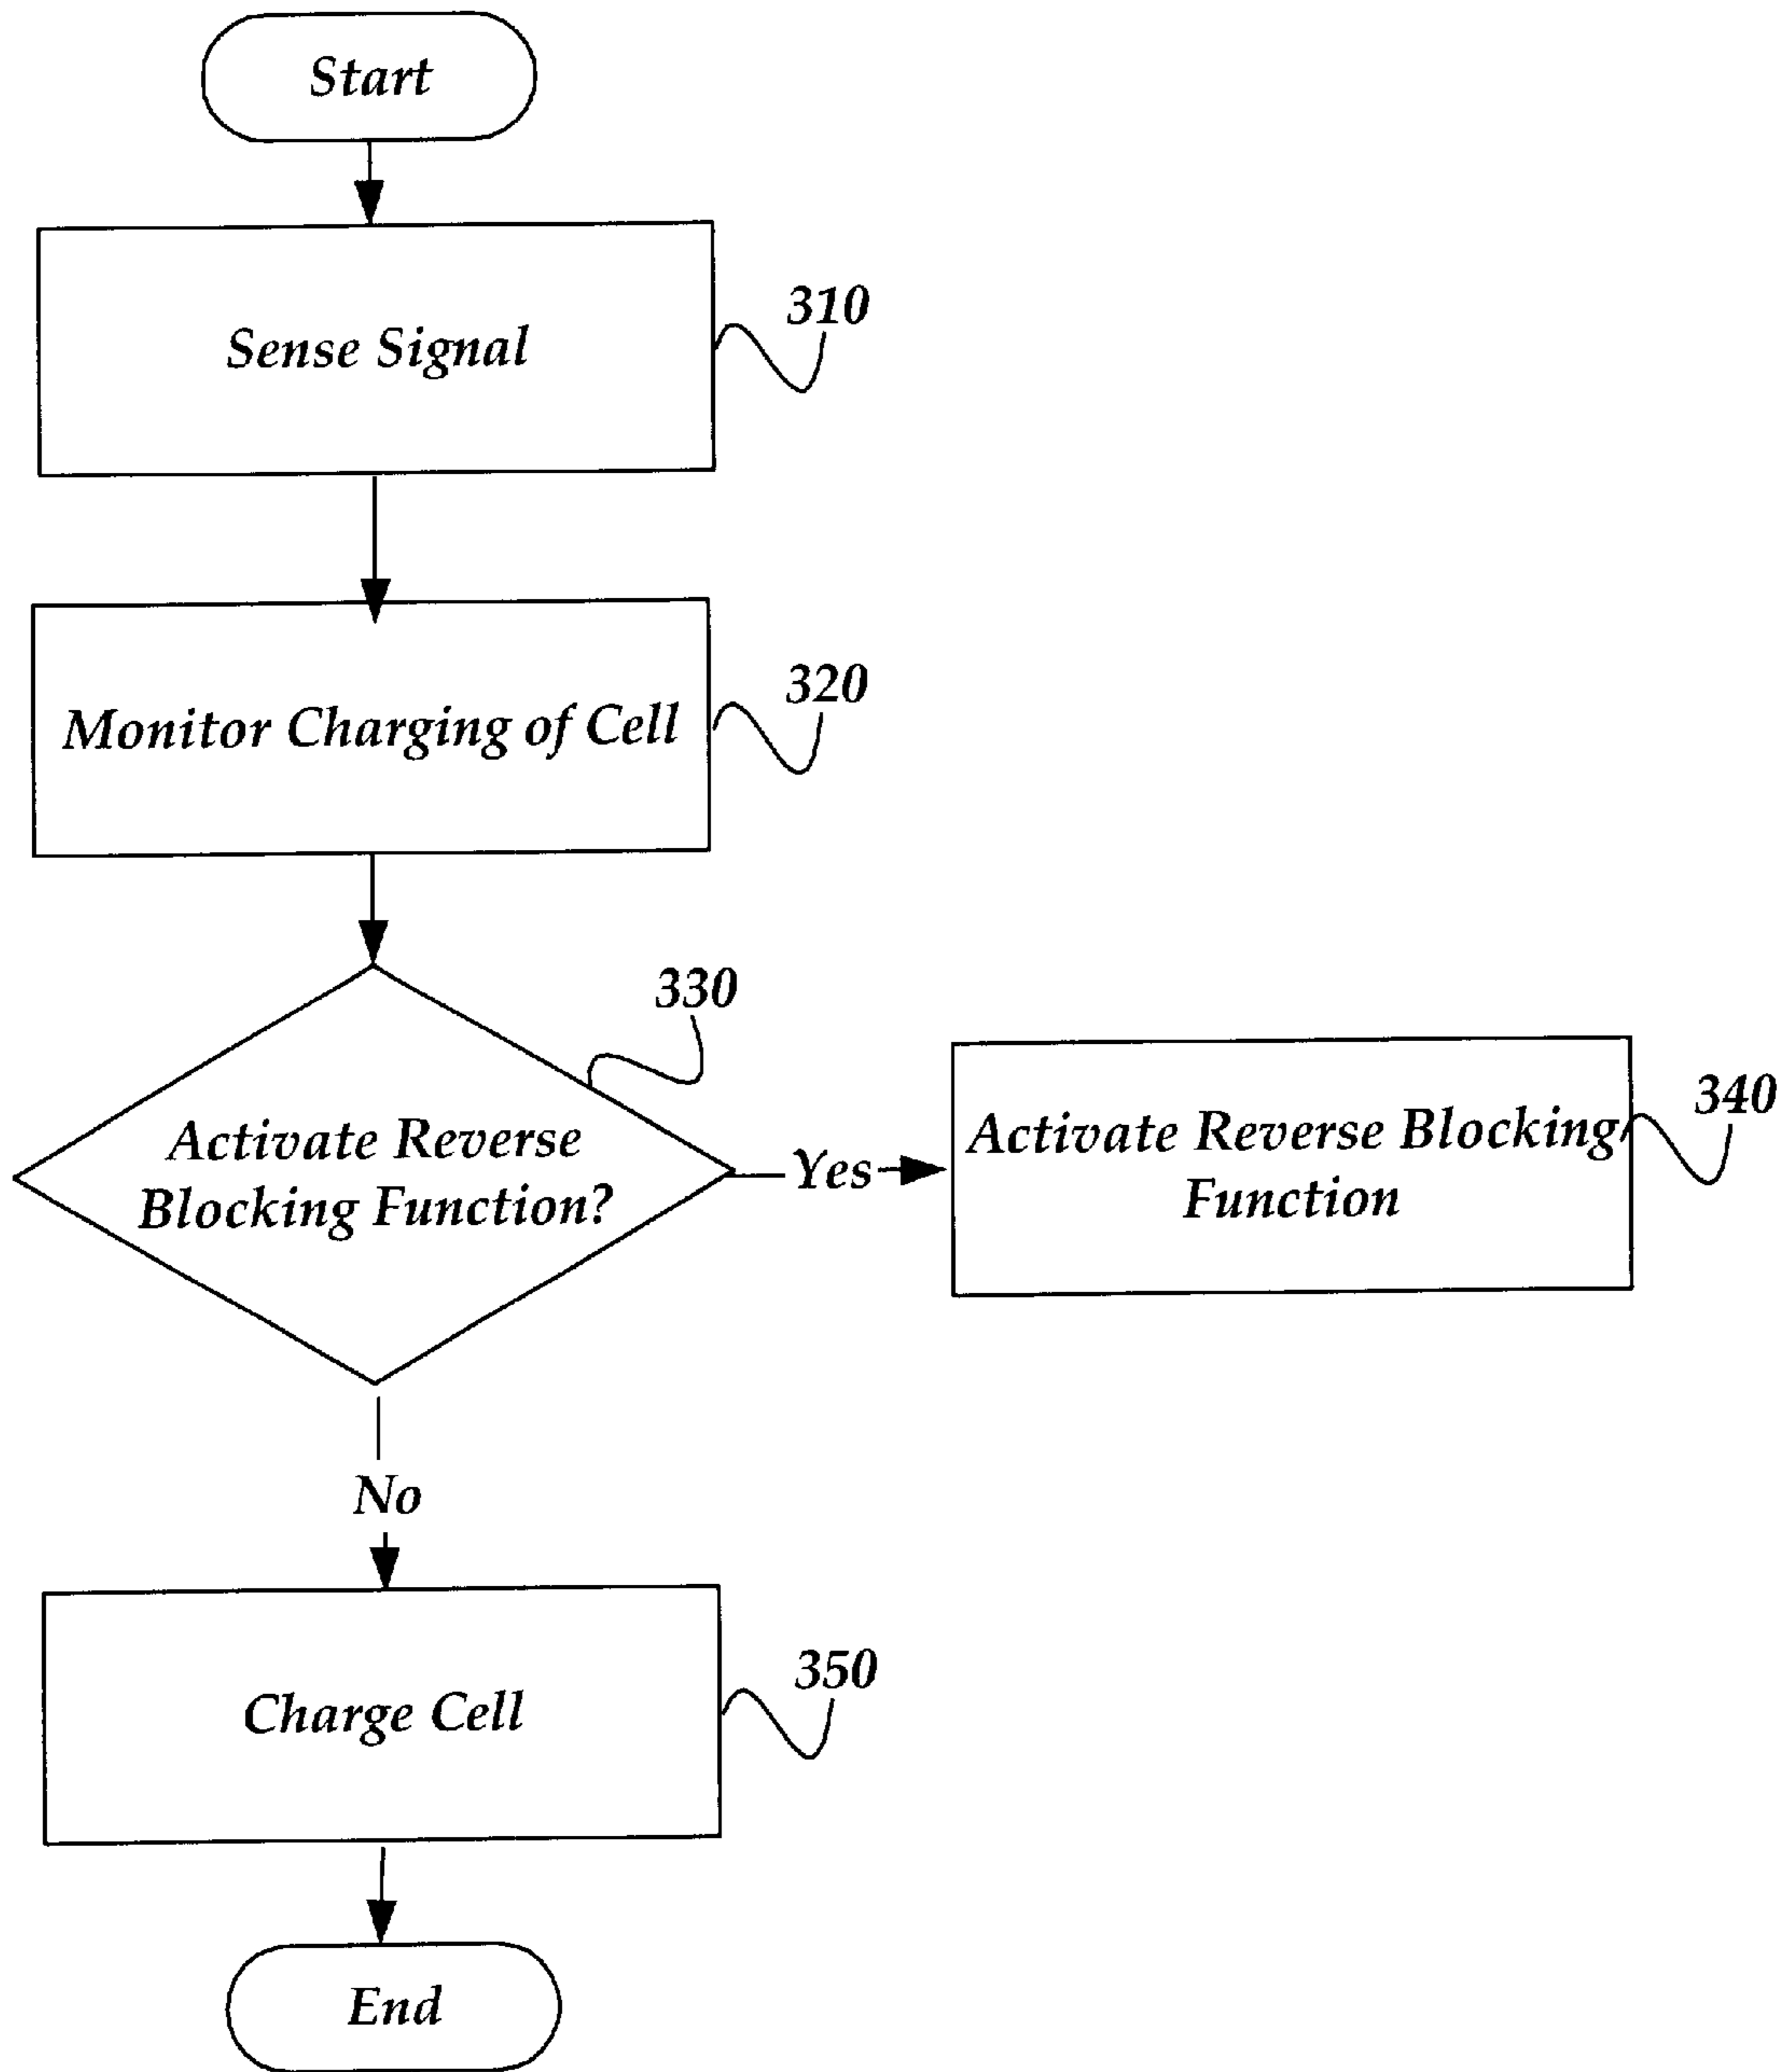 Start
310
Sense Signal
320
Monitor Charging of Cell
330
Activate Reverse
Blocking Function?
Yes
340
Activate Reverse Blocking
Function
No
350
Charge Cell
End